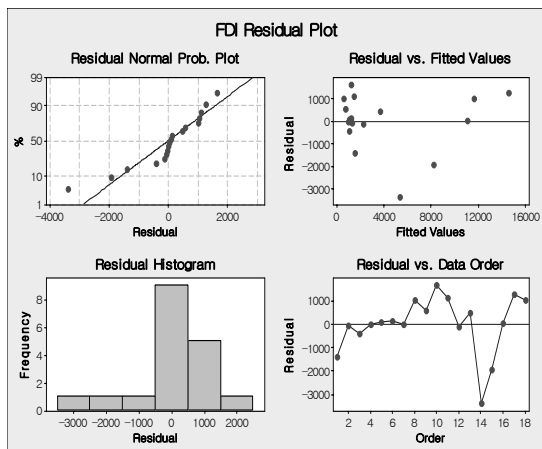 FDI Residual Plot
Residual Normal Prob. Plot
99
90
50
10
1
%
-4000 -2000 0 2000
Residual
Residual vs. Fitted Values
1000
0
-1000
-2000
-3000
Residual
0 4000 8000 12000 16000
Fitted Values
Residual Histogram
8
6
4
2
0
Frequency
-3000 -2000 -1000 0 1000 2000
Residual
Residual vs. Data Order
1000
0
-1000
-2000
-3000
Residual
2 4 6 8 10 12 14 16 18
Order